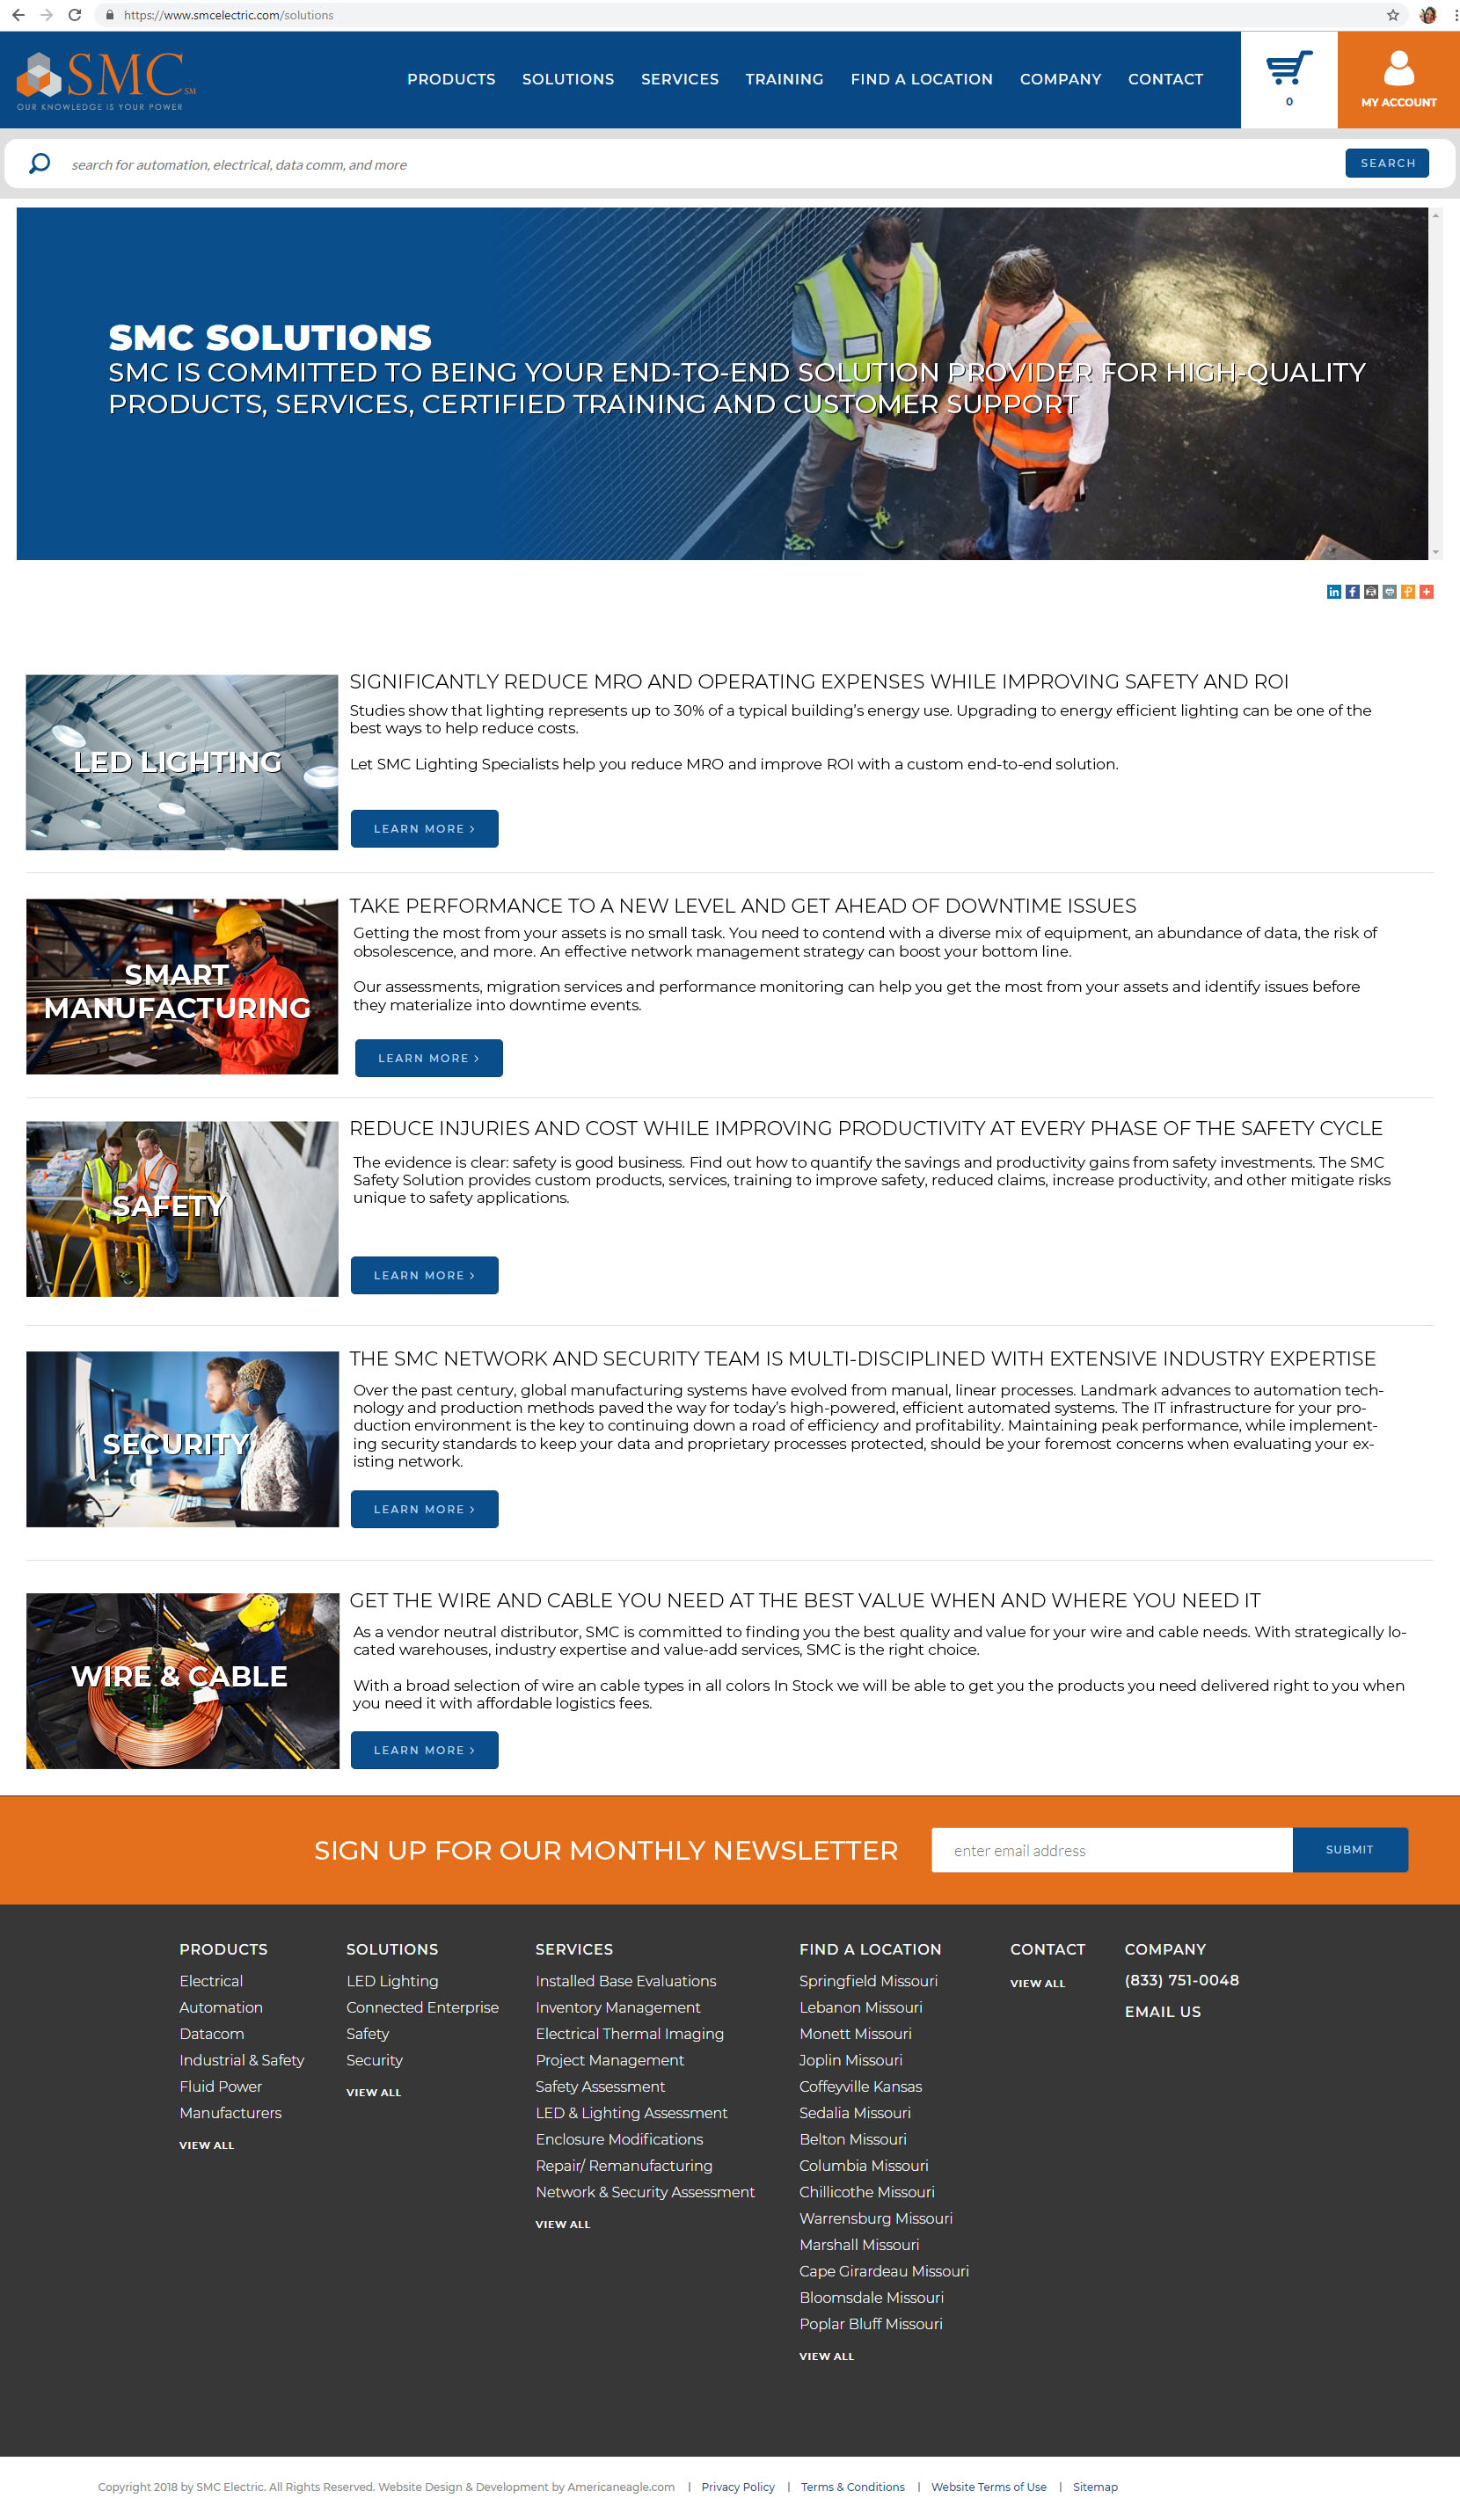 https://www.smcelectric.com/solutions
SMC SM
OUR KNOWLEDGE IS YOUR POWER
PRODUCTS SOLUTIONS SERVICES TRAINING FIND A LOCATION COMPANY CONTACT
0
MY ACCOUNT
search for automation, electrical, data comm, and more
SEARCH
SMC SOLUTIONS
SMC IS COMMITTED TO BEING YOUR END-TO-END SOLUTION PROVIDER FOR HIGH-QUALITY
PRODUCTS, SERVICES, CERTIFIED TRAINING AND CUSTOMER SUPPORT
LED LIGHTING
SIGNIFICANTLY REDUCE MRO AND OPERATING EXPENSES WHILE IMPROVING SAFETY AND ROI
Studies show that lighting represents up to 30% of a typical building's energy use. Upgrading to energy efficient lighting can be one of the
best ways to help reduce costs.
Let SMC Lighting Specialists help you reduce MRO and improve ROI with a custom end-to-end solution.
LEARN MORE >
SMART
MANUFACTURING
TAKE PERFORMANCE TO A NEW LEVEL AND GET AHEAD OF DOWNTIME ISSUES
Getting the most from your assets is no small task. You need to contend with a diverse mix of equipment, an abundance of data, the risk of
obsolescence, and more. An effective network management strategy can boost your bottom line.
Our assessments, migration services and performance monitoring can help you get the most from your assets and identify issues before
they materialize into downtime events.
LEARN MORE >
SAFETY
REDUCE INJURIES AND COST WHILE IMPROVING PRODUCTIVITY AT EVERY PHASE OF THE SAFETY CYCLE
The evidence is clear: safety is good business. Find out how to quantify the savings and productivity gains from safety investments. The SMC
Safety Solution provides custom products, services, training to improve safety, reduced claims, increase productivity, and other mitigate risks
unique to safety applications.
LEARN MORE >
SECURITY
THE SMC NETWORK AND SECURITY TEAM IS MULTI-DISCIPLINED WITH EXTENSIVE INDUSTRY EXPERTISE
Over the past century, global manufacturing systems have evolved from manual, linear processes. Landmark advances to automation tech-
nology and production methods paved the way for today's high-powered, efficient automated systems. The IT infrastructure for your pro-
duction environment is the key to continuing down a road of efficiency and profitability. Maintaining peak performance, while implement-
ing security standards to keep your data and proprietary processes protected, should be your foremost concerns when evaluating your ex-
isting network.
LEARN MORE >
WIRE & CABLE
GET THE WIRE AND CABLE YOU NEED AT THE BEST VALUE WHEN AND WHERE YOU NEED IT
As a vendor neutral distributor, SMC is committed to finding you the best quality and value for your wire and cable needs. With strategically lo-
cated warehouses, industry expertise and value-add services, SMC is the right choice.
With a broad selection of wire an cable types in all colors In Stock we will be able to get you the products you need delivered right to you when
you need it with affordable logistics fees.
LEARN MORE >
SIGN UP FOR OUR MONTHLY NEWSLETTER
enter email address
SUBMIT
PRODUCTS
Electrical
Automation
Datacom
Industrial & Safety
Fluid Power
Manufacturers
VIEW ALL
SOLUTIONS
LED Lighting
Connected Enterprise
Safety
Security
VIEW ALL
SERVICES
Installed Base Evaluations
Inventory Management
Electrical Thermal Imaging
Project Management
Safety Assessment
LED & Lighting Assessment
Enclosure Modifications
Repair/ Remanufacturing
Network & Security Assessment
VIEW ALL
FIND A LOCATION
Springfield Missouri
Lebanon Missouri
Monett Missouri
Joplin Missouri
Coffeyville Kansas
Sedalia Missouri
Belton Missouri
Columbia Missouri
Chillicothe Missouri
Warrensburg Missouri
Marshall Missouri
Cape Girardeau Missouri
Bloomsdale Missouri
Poplar Bluff Missouri
VIEW ALL
CONTACT
VIEW ALL
COMPANY
(833) 751-0048
EMAIL US
Copyright 2018 by SMC Electric. All Rights Reserved. Website Design & Development by Americaneagle.com | Privacy Policy | Terms & Conditions | Website Terms of Use | Sitemap